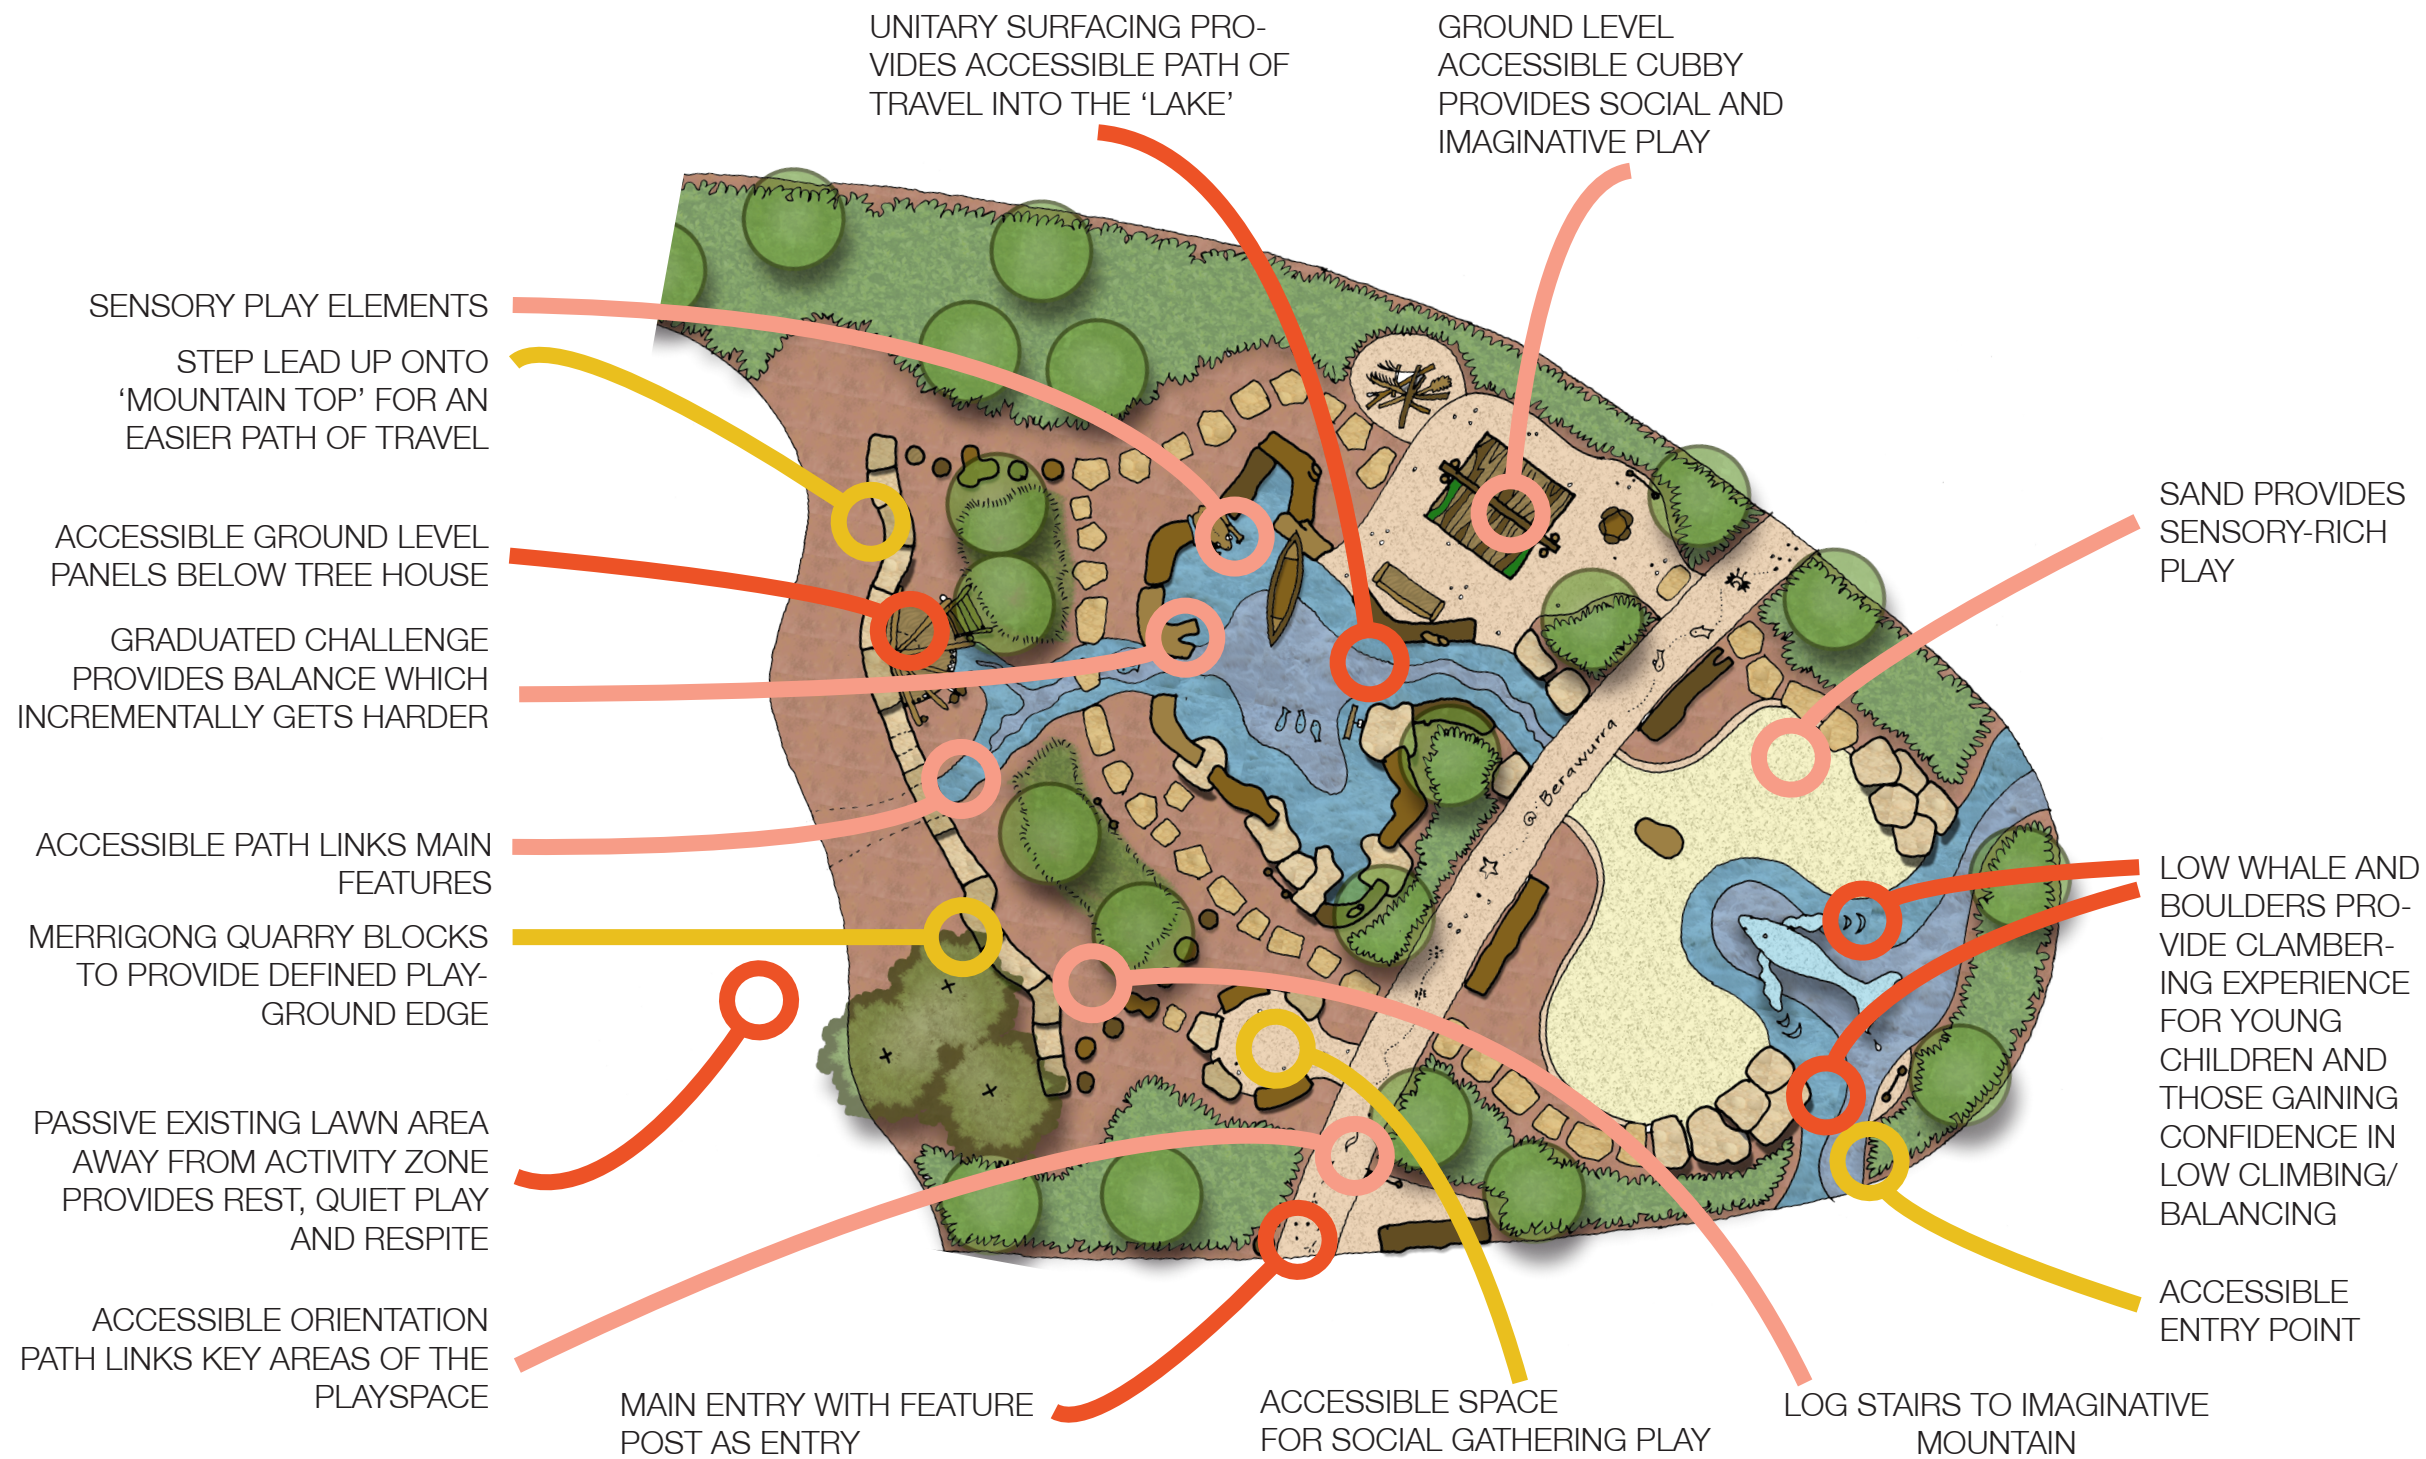 UNITARY SURFACING PRO-
VIDES ACCESSIBLE PATH OF
TRAVEL INTO THE ‘LAKE’
GROUND LEVEL
ACCESSIBLE CUBBY
PROVIDES SOCIAL AND
IMAGINATIVE PLAY
SENSORY PLAY ELEMENTS
STEP LEAD UP ONTO
‘MOUNTAIN TOP’ FOR AN
EASIER PATH OF TRAVEL
ACCESSIBLE GROUND LEVEL
PANELS BELOW TREE HOUSE
GRADUATED CHALLENGE
PROVIDES BALANCE WHICH
INCREMENTALLY GETS HARDER
ACCESSIBLE PATH LINKS MAIN
FEATURES
MERRIGONG QUARRY BLOCKS
TO PROVIDE DEFINED PLAY-
GROUND EDGE
PASSIVE EXISTING LAWN AREA
AWAY FROM ACTIVITY ZONE
PROVIDES REST, QUIET PLAY
AND RESPITE
ACCESSIBLE ORIENTATION
PATH LINKS KEY AREAS OF THE
PLAYSPACE
@ Berawurra
SAND PROVIDES
SENSORY-RICH
PLAY
LOW WHALE AND
BOULDERS PRO-
VIDE CLAMBER-
ING EXPERIENCE
FOR YOUNG
CHILDREN AND
THOSE GAINING
CONFIDENCE IN
LOW CLIMBING/
BALANCING
ACCESSIBLE
ENTRY POINT
MAIN ENTRY WITH FEATURE
POST AS ENTRY
ACCESSIBLE SPACE
FOR SOCIAL GATHERING PLAY
LOG STAIRS TO IMAGINATIVE
MOUNTAIN